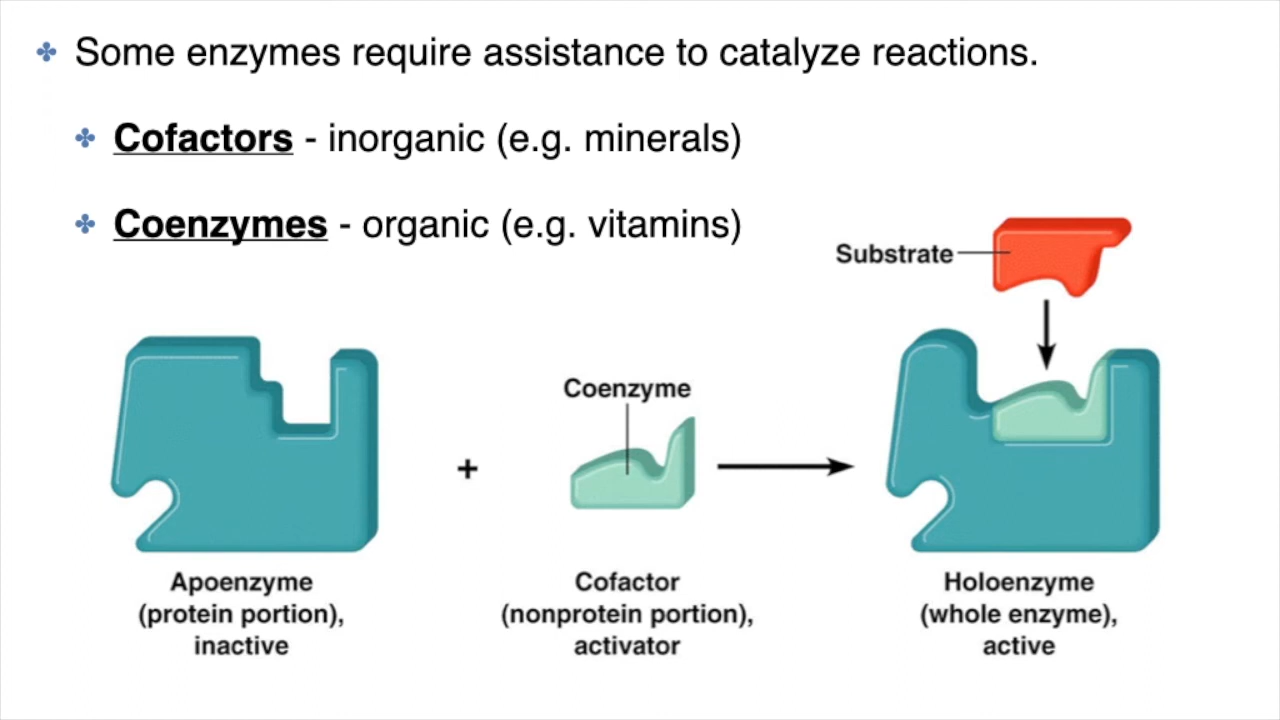 Some enzymes require assistance to catalyze reactions.
Cofactors - inorganic (e.g. minerals)
Coenzymes - organic (e.g. vitamins)
Substrate
Coenzyme
+
Apoenzyme
(protein portion),
inactive
Cofactor
(nonprotein portion),
activator
Holoenzyme
(whole enzyme),
active